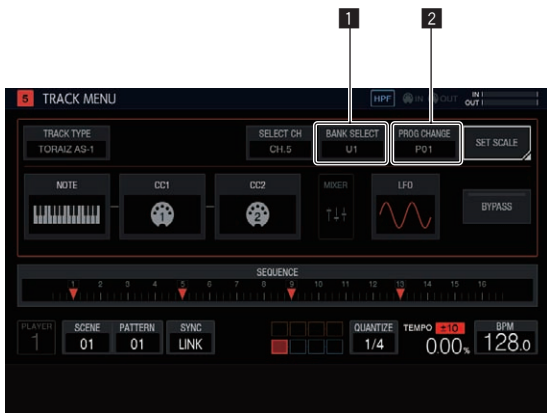 1 2
5 TRACK MENU HPF IN OUT IN OUT
TRACK TYPE SELECT CH BANK SELECT PROG CHANGE
TORAIZ AS-1 CH.5 U1 P01 SET SCALE
NOTE CC1 CC2 MIXER LFO
1 2 BYPASS
SEQUENCE
1 2 3 4 5 6 7 8 9 10 11 12 13 14 15 16
PLAYER SCENE PATTERN SYNC QUANTIZE TEMPO ±10 BPM
1 01 01 LINK 1/4 0.00% 128.0